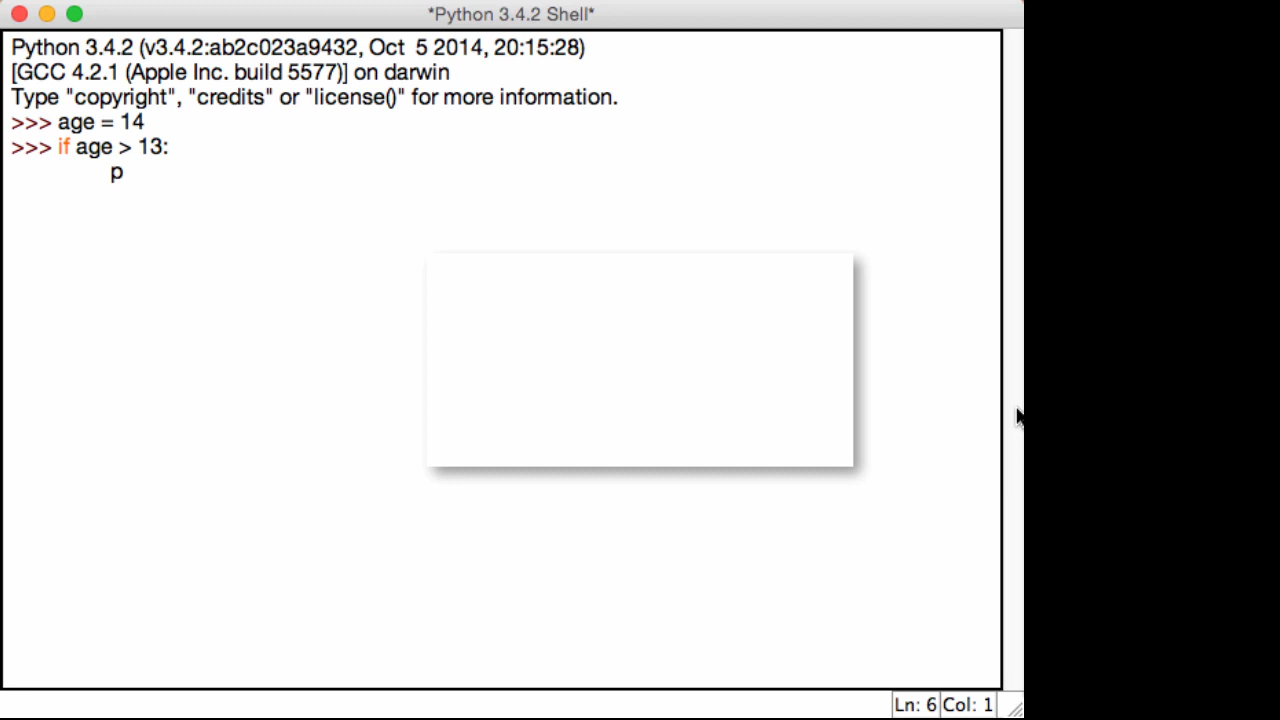 *Python 3.4.2 Shell*
Python 3.4.2 (v3.4.2:ab2c023a9432, Oct  5 2014, 20:15:28)
[GCC 4.2.1 (Apple Inc. build 5577)] on darwin
Type "copyright", "credits" or "license()" for more information.
>>> age = 14
>>> if age > 13:
p
Ln: 6 Col: 1